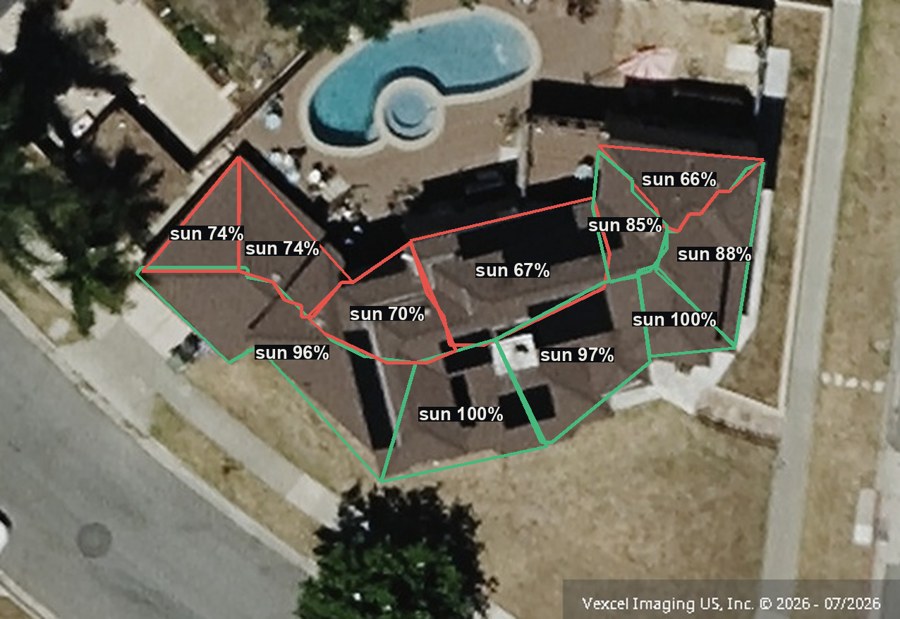 sun 66%
sun 74%
sun 74%
sun 85%
sun 88%
sun 67%
sun 70%
sun 100%
sun 96%
sun 97%
sun 100%
Vexcel Imaging US, Inc. © 2026 - 07/2026